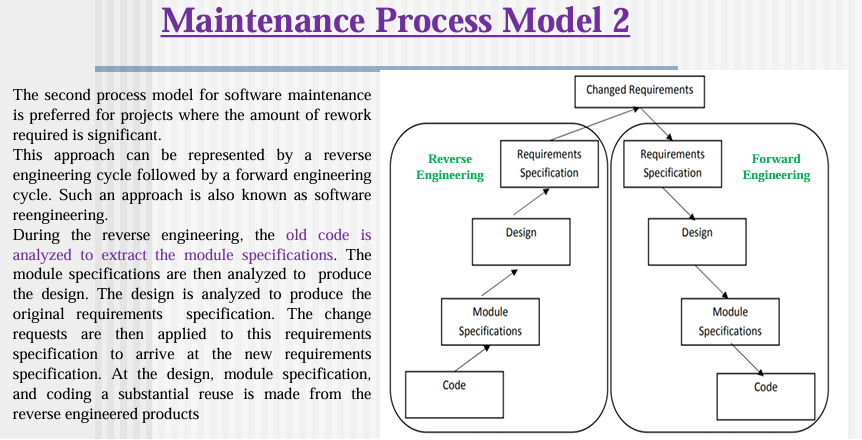 Maintenance Process Model 2
The second process model for software maintenance
is preferred for projects where the amount of rework
required is significant.
This approach can be represented by a reverse
engineering cycle followed by a forward engineering
cycle. Such an approach is also known as software
reengineering.
During the reverse engineering, the old code is
analyzed to extract the module specifications. The
module specifications are then analyzed to produce
the design. The design is analyzed to produce the
original requirements specification. The change
requests are then applied to this requirements
specification to arrive at the new requirements
specification. At the design, module specification,
and coding a substantial reuse is made from the
reverse engineered products
Changed Requirements
Reverse
Engineering
Requirements
Specification
Design
Module
Specifications
Code
Requirements
Specification
Forward
Engineering
Design
Module
Specifications
Code